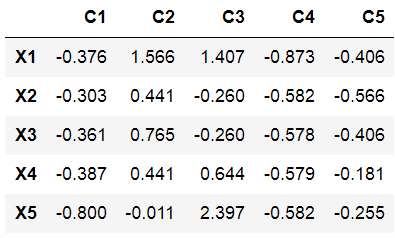 C1 C2 C3 C4 C5
X1 -0.376 1.566 1.407 -0.873 -0.406
X2 -0.303 0.441 -0.260 -0.582 -0.566
X3 -0.361 0.765 -0.260 -0.578 -0.406
X4 -0.387 0.441 0.644 -0.579 -0.181
X5 -0.800 -0.011 2.397 -0.582 -0.255